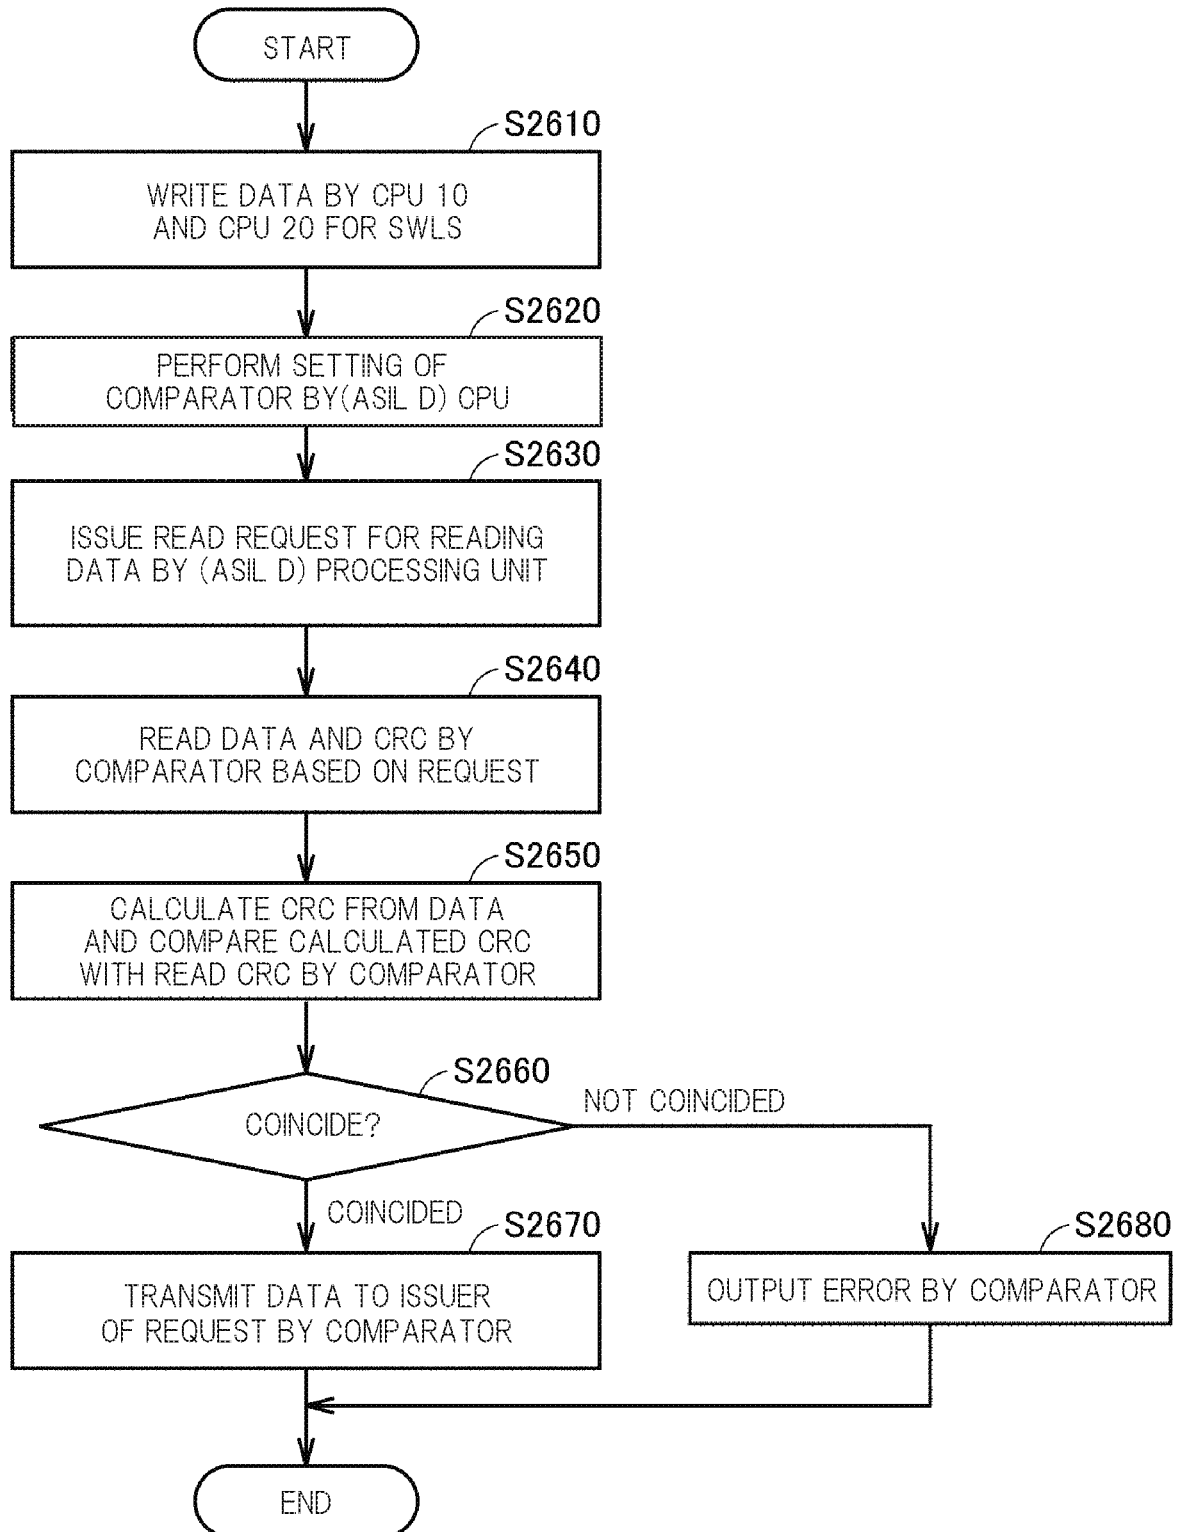 START
S2610
WRITE DATA BY CPU 10
AND CPU 20 FOR SWLS
S2620
PERFORM SETTING OF
COMPARATOR BY(ASIL D) CPU
S2630
ISSUE READ REQUEST FOR READING
DATA BY (ASIL D) PROCESSING UNIT
S2640
READ DATA AND CRC BY
COMPARATOR BASED ON REQUEST
S2650
CALCULATE CRC FROM DATA
AND COMPARE CALCULATED CRC
WITH READ CRC BY COMPARATOR
S2660
COINCIDE?
NOT COINCIDED
COINCIDED
S2670
TRANSMIT DATA TO ISSUER
OF REQUEST BY COMPARATOR
S2680
OUTPUT ERROR BY COMPARATOR
END